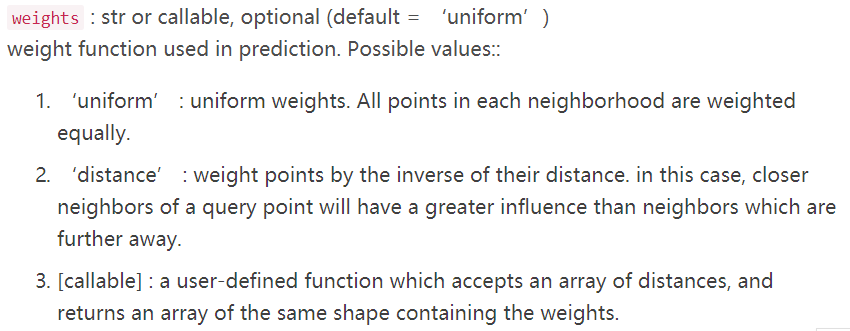 weights : str or callable, optional (default = ‘uniform’ )
weight function used in prediction. Possible values::
1. ‘uniform’ : uniform weights. All points in each neighborhood are weighted
equally.
2. ‘distance’ : weight points by the inverse of their distance. in this case, closer
neighbors of a query point will have a greater influence than neighbors which are
further away.
3. [callable] : a user-defined function which accepts an array of distances, and
returns an array of the same shape containing the weights.